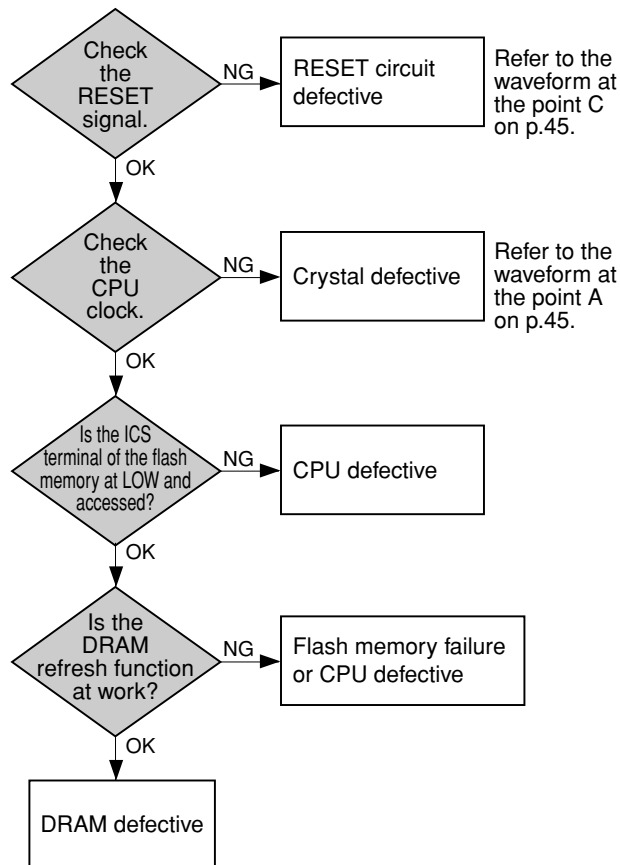 Check
the
RESET
signal.
NG
RESET circuit
defective
Refer to the
waveform at
the point C
on p.45.
OK
Check
the
CPU
clock.
NG
Crystal defective
Refer to the
waveform at
the point A
on p.45.
OK
Is the ICS
terminal of the flash
memory at LOW and
accessed?
NG
CPU defective
OK
Is the
DRAM
refresh function
at work?
NG
Flash memory failure
or CPU defective
OK
DRAM defective